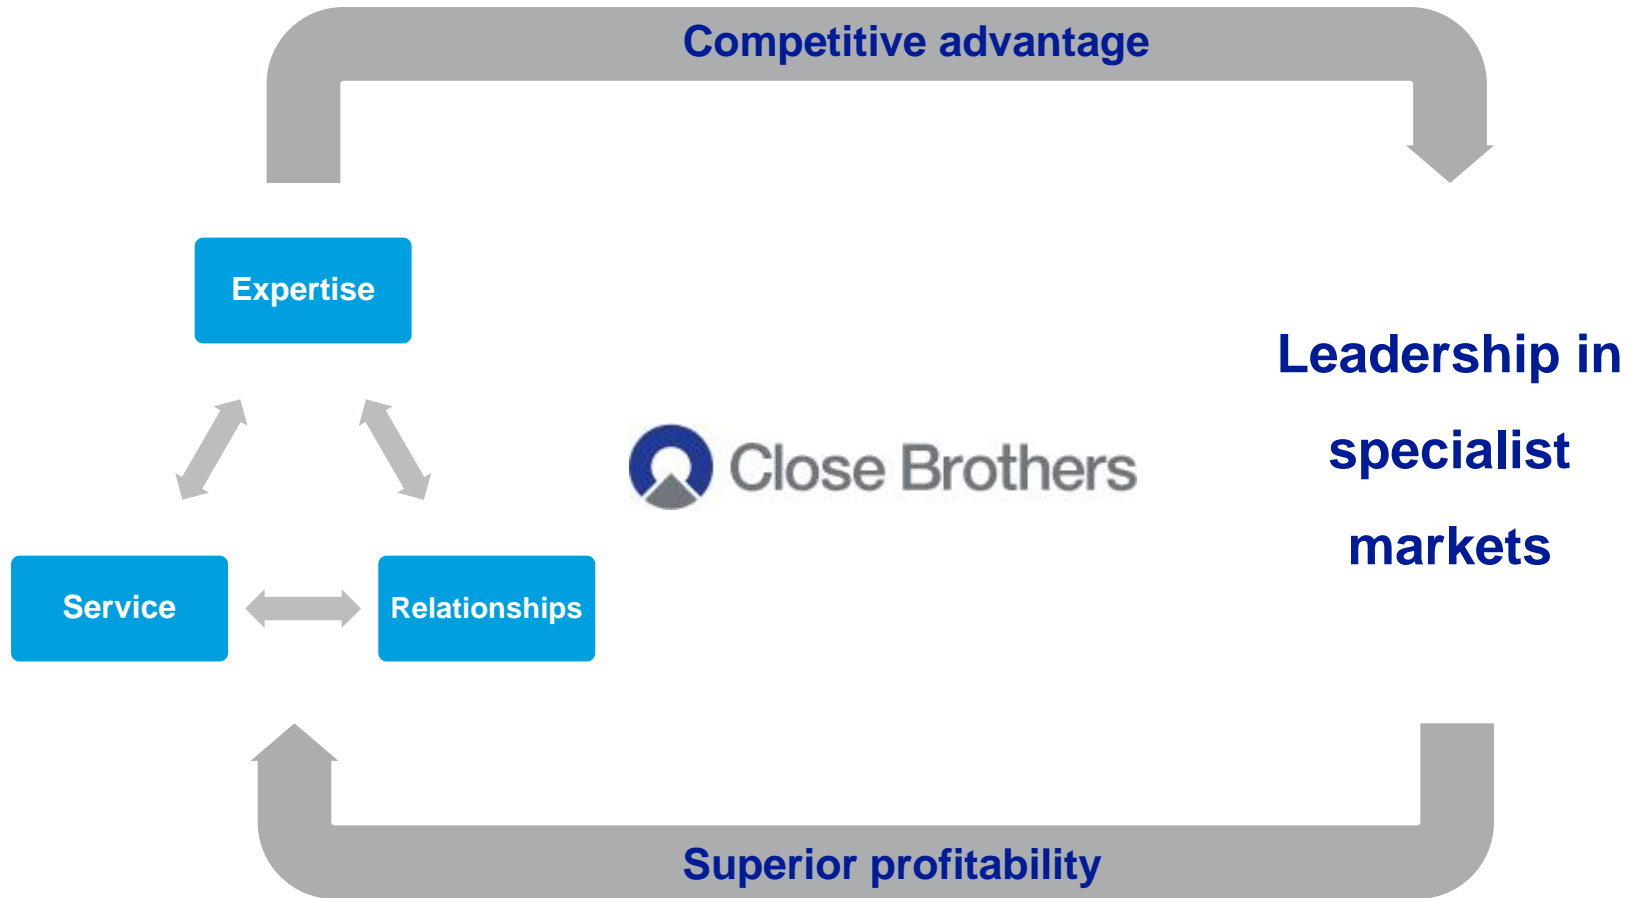 Competitive advantage
Expertise
Leadership in
specialist
markets
Close Brothers
Service
Relationships
Superior profitability